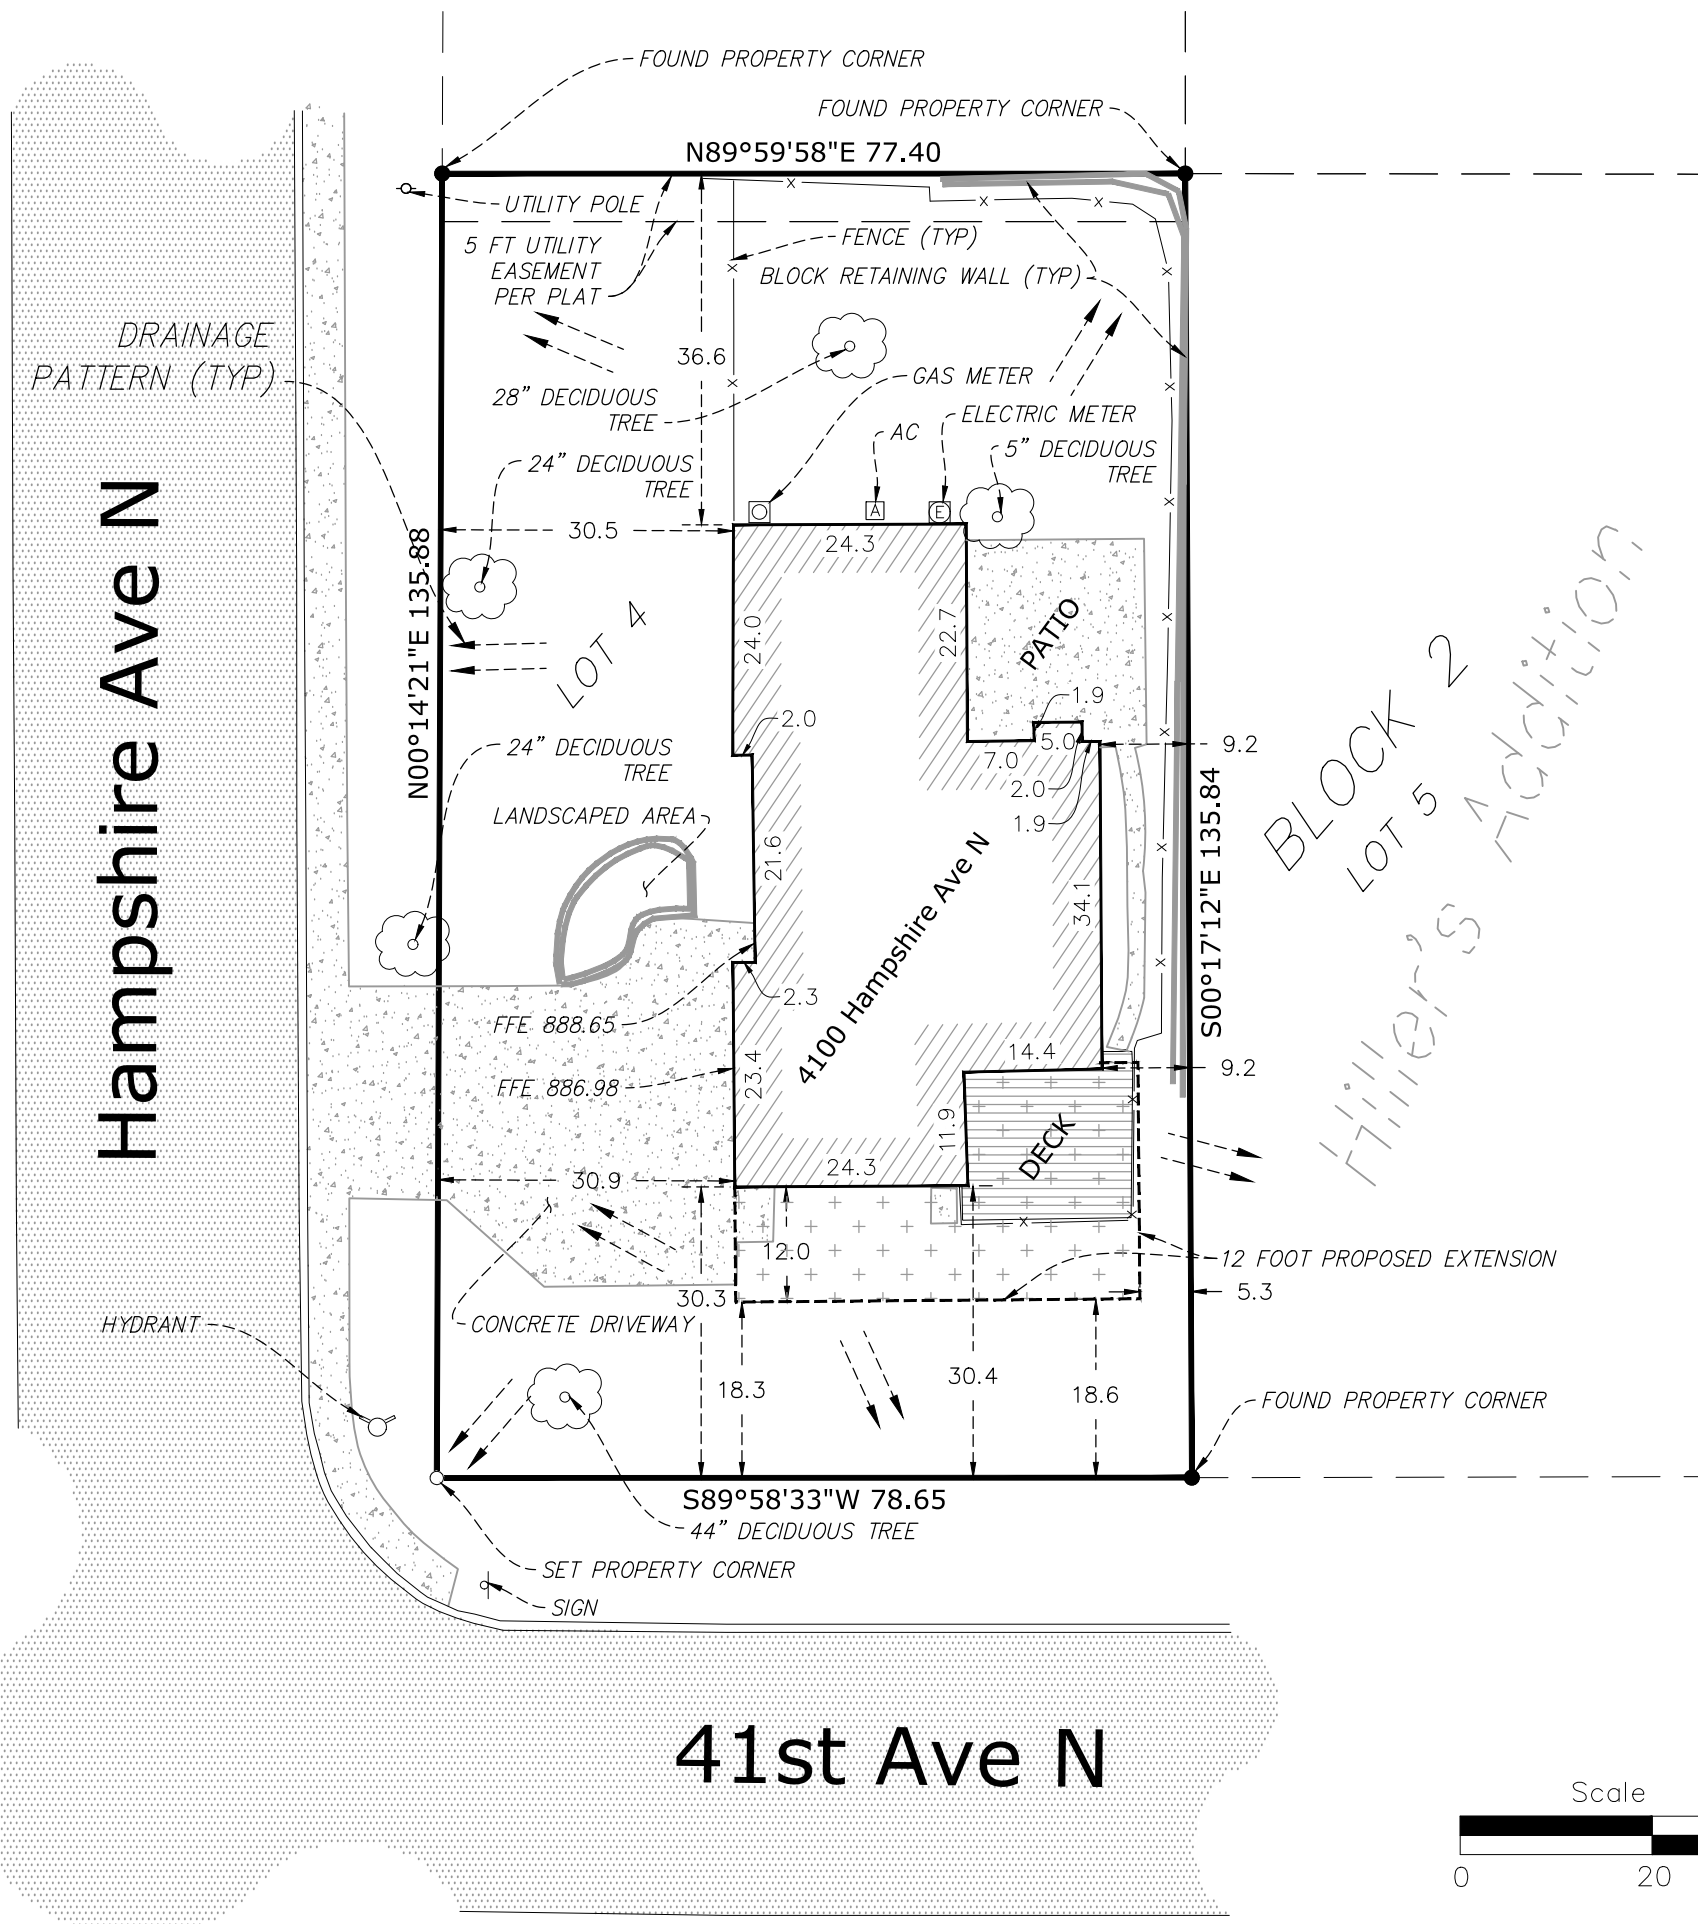 FOUND PROPERTY CORNER
FOUND PROPERTY CORNER
N89°59'58"E 77.40
UTILITY POLE
5 FT UTILITY
EASEMENT
PER PLAT
FENCE (TYP)
BLOCK RETAINING WALL (TYP)
DRAINAGE
PATTERN (TYP)
36.6
28" DECIDUOUS
TREE
GAS METER
ELECTRIC METER
AC
5" DECIDUOUS
TREE
24" DECIDUOUS
TREE
A
E
30.5
24.3
N00°14'21"E 135.88
Hampshire Ave N
LOT 4
24.0
22.7
PATIO
2.0
1.9
5.0
7.0
2.0
1.9
9.2
24" DECIDUOUS
TREE
LANDSCAPED AREA
21.6
34.1
4100 Hampshire Ave N
S00°17'12"E 135.84
BLOCK 2
LOT 5
Hiller's Addition
2.3
FFE 888.65
FFE 886.98
23.4
14.4
9.2
11.9
DECK
24.3
30.9
12.0
12 FOOT PROPOSED EXTENSION
5.3
30.3
CONCRETE DRIVEWAY
HYDRANT
18.3
30.4
18.6
FOUND PROPERTY CORNER
S89°58'33"W 78.65
44" DECIDUOUS TREE
SET PROPERTY CORNER
SIGN
41st Ave N
Scale
0 20